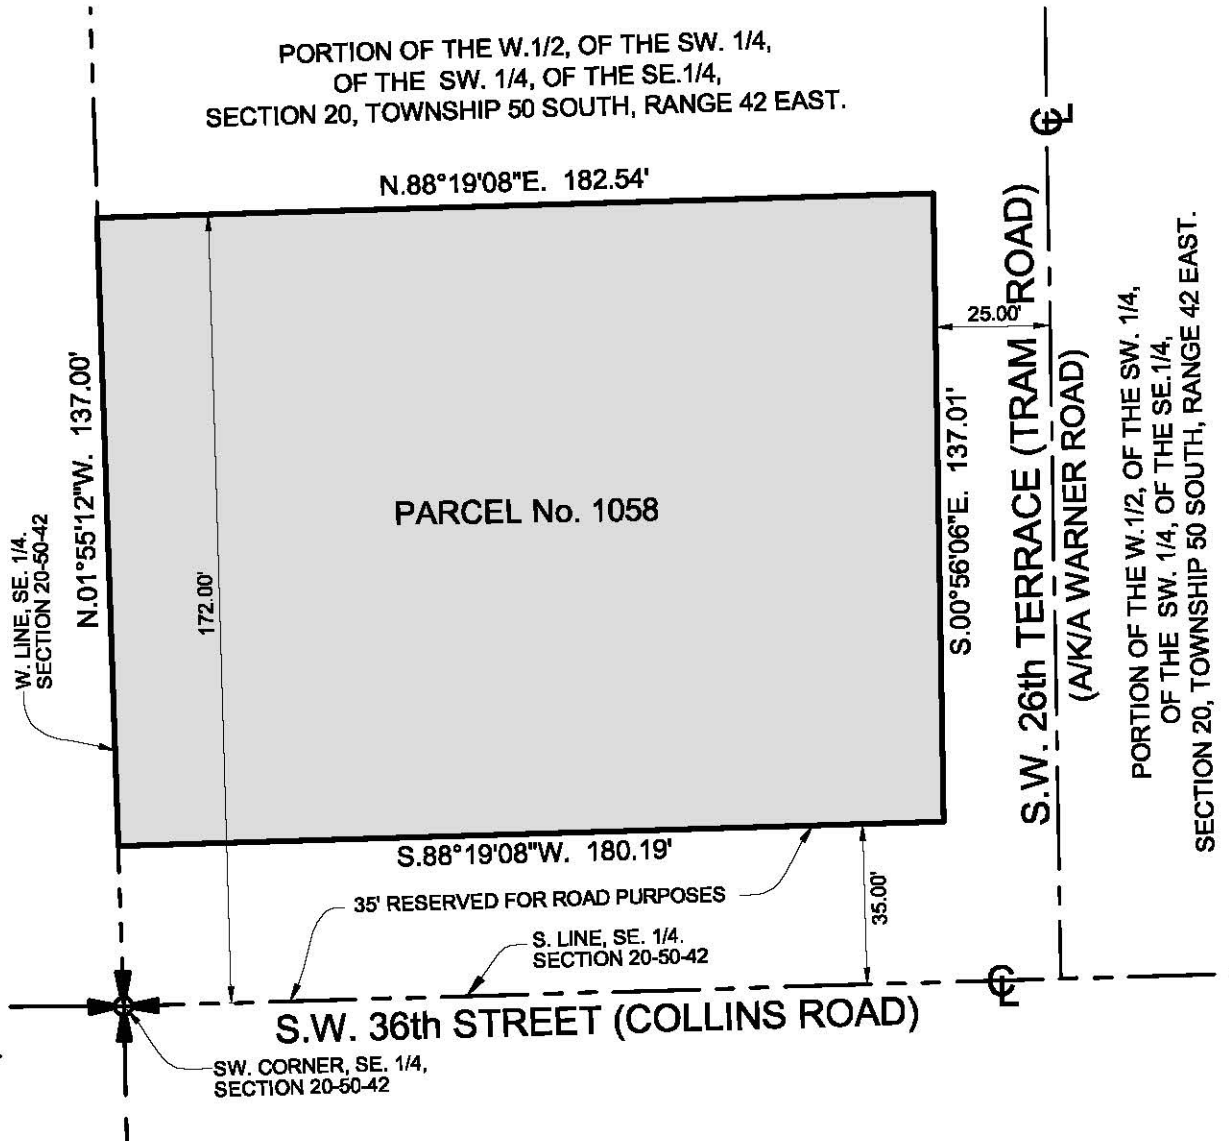 PORTION OF THE W.1/2, OF THE SW. 1/4,
OF THE SW. 1/4, OF THE SE.1/4,
SECTION 20, TOWNSHIP 50 SOUTH, RANGE 42 EAST.
℄
N.88°19'08"E. 182.54'
N.01°55'12"W. 137.00'
W. LINE, SE. 1/4.
SECTION 20-50-42
172.00'
PARCEL No. 1058
25.00'
S.00°56'06"E. 137.01'
S.W. 26th TERRACE (TRAM ROAD)
(A/K/A WARNER ROAD)
PORTION OF THE W.1/2, OF THE SW. 1/4,
OF THE SW. 1/4, OF THE SE.1/4,
SECTION 20, TOWNSHIP 50 SOUTH, RANGE 42 EAST.
S.88°19'08"W. 180.19'
35' RESERVED FOR ROAD PURPOSES
35.00'
S. LINE, SE. 1/4.
SECTION 20-50-42
℄
S.W. 36th STREET (COLLINS ROAD)
SW. CORNER, SE. 1/4,
SECTION 20-50-42